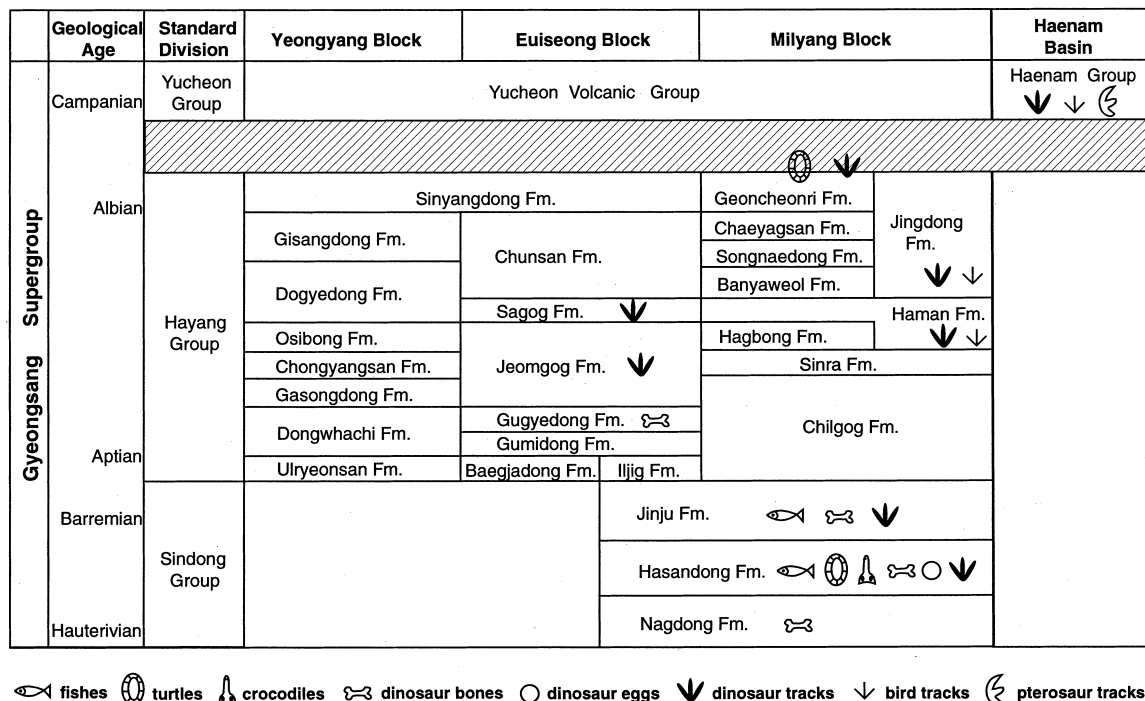 Geological Age
Standard Division
Yeongyang Block
Euiseong Block
Milyang Block
Haenam Basin
Gyeongsang Supergroup
Campanian
Yucheon Group
Yucheon Volcanic Group
Haenam Group
Albian
Hayang Group
Sinyangdong Fm.
Geoncheonri Fm.
Jingdong Fm.
Gisangdong Fm.
Chunsan Fm.
Chaeyagsan Fm.
Songnaedong Fm.
Dogyedong Fm.
Banyaweol Fm.
Sagog Fm.
Haman Fm.
Osibong Fm.
Jeomgog Fm.
Hagbong Fm.
Chongyangsan Fm.
Sinra Fm.
Gasongdong Fm.
Gugyedong Fm.
Chilgog Fm.
Dongwhachi Fm.
Gumidong Fm.
Aptian
Ulryeonsan Fm.
Baegjadong Fm.
Iljig Fm.
Barremian
Sindong Group
Jinju Fm.
Hasandong Fm.
Hauterivian
Nagdong Fm.
fishes turtles crocodiles dinosaur bones dinosaur eggs dinosaur tracks bird tracks pterosaur tracks